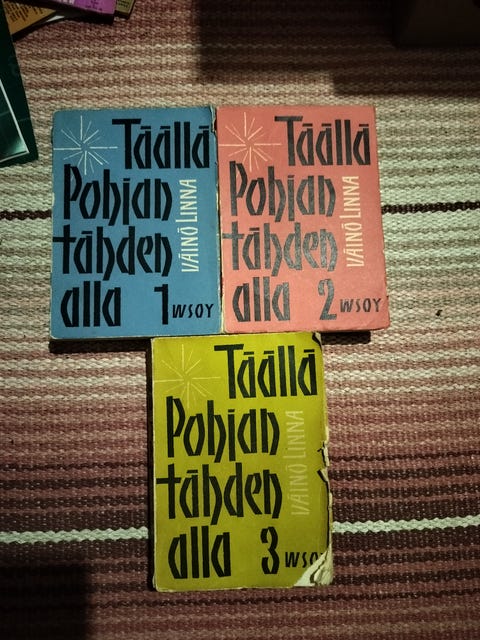 Täällä
Pohjan
tähden
alla 1
VÄINÖ LINNA
WSOY
Täällä
Pohjan
tähden
alla 2
VÄINÖ LINNA
WSOY
Täällä
Pohjan
tähden
alla 3
VÄINÖ LINNA
WSO